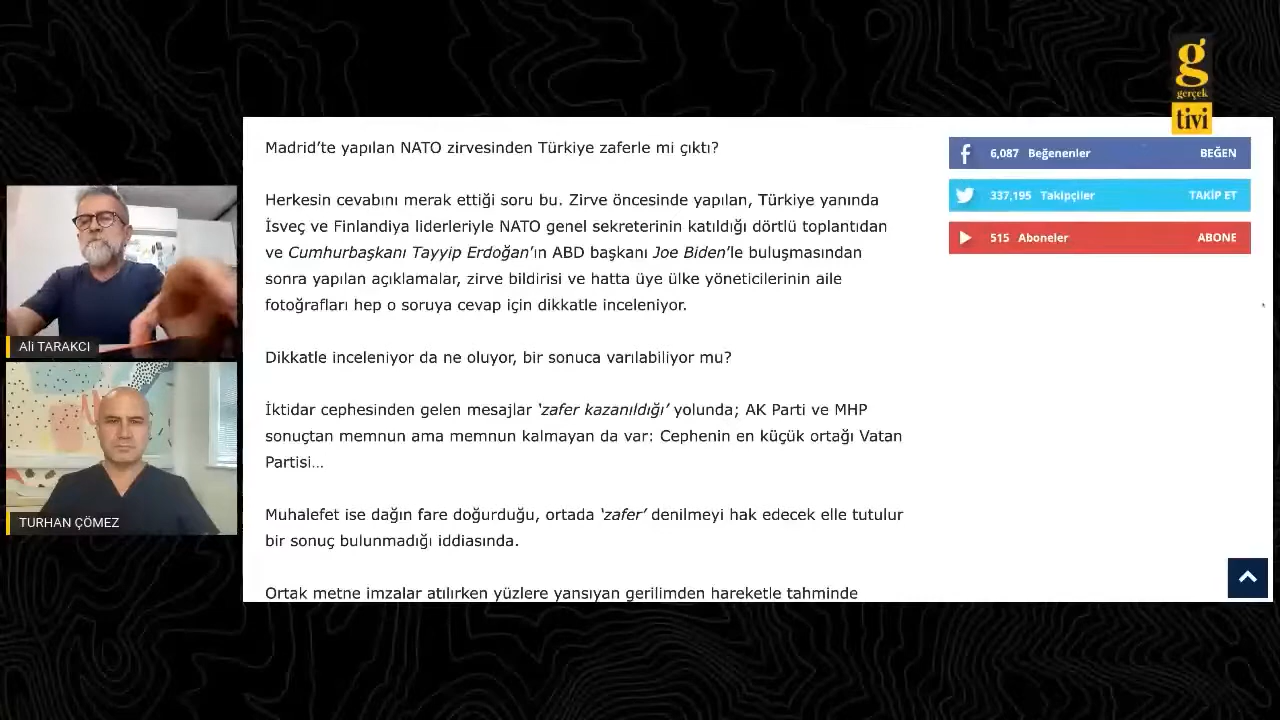 g
gerçek
tivi
Madrid’te yapılan NATO zirvesinden Türkiye zaferle mi çıktı?
Herkesin cevabını merak ettiği soru bu. Zirve öncesinde yapılan, Türkiye yanında
İsveç ve Finlandiya liderleriyle NATO genel sekreterinin katıldığı dörtlü toplantıdan
ve Cumhurbaşkanı Tayyip Erdoğan’ın ABD başkanı Joe Biden’le buluşmasından
sonra yapılan açıklamalar, zirve bildirisi ve hatta üye ülke yöneticilerinin aile
fotoğrafları hep o soruya cevap için dikkatle inceleniyor.
Dikkatle inceleniyor da ne oluyor, bir sonuca varılabiliyor mu?
İktidar cephesinden gelen mesajlar ‘zafer kazanıldığı’ yolunda; AK Parti ve MHP
sonuçtan memnun ama memnun kalmayan da var: Cephenin en küçük ortağı Vatan
Partisi…
Muhalefet ise dağın fare doğurduğu, ortada ‘zafer’ denilmeyi hak edecek elle tutulur
bir sonuç bulunmadığı iddiasında.
Ortak metne imzalar atılırken yüzlere yansıyan gerilimden hareketle tahminde
6,087 Beğenenler BEĞEN
337,195 Takipçiler TAKİP ET
515 Aboneler ABONE
Ali TARAKCI
TURHAN ÇÖMEZ